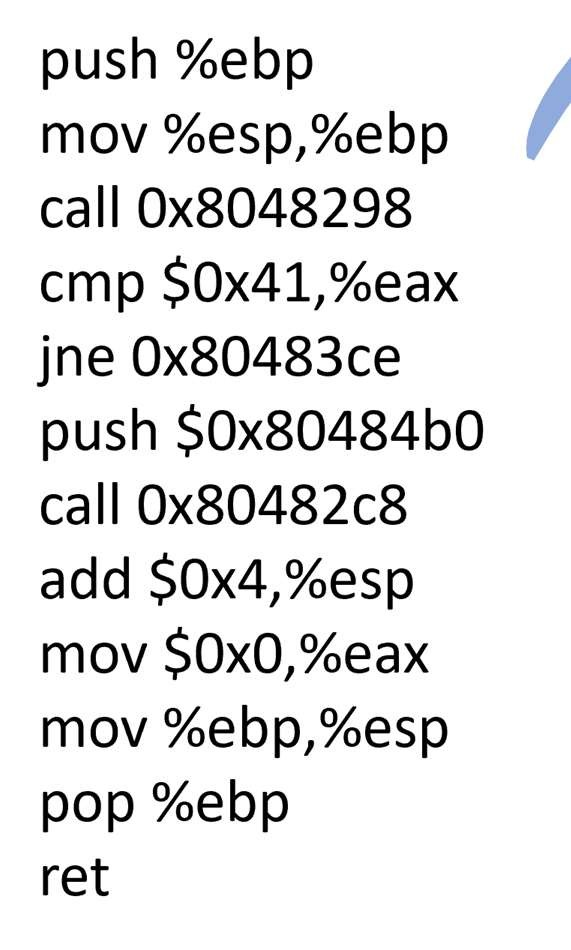 push %ebp
mov %esp,%ebp
call 0x8048298
cmp $0x41,%eax
jne 0x80483ce
push $0x80484b0
call 0x80482c8
add $0x4,%esp
mov $0x0,%eax
mov %ebp,%esp
pop %ebp
ret